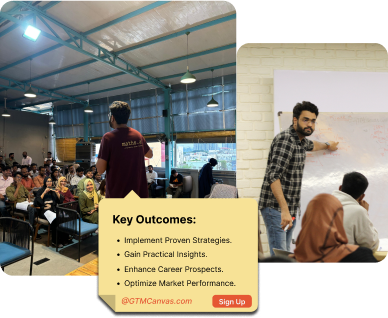 Key Outcomes:
Implement Proven Strategies.
Gain Practical Insights.
Enhance Career Prospects.
Optimize Market Performance.
@GTMCanvas.com
Sign Up